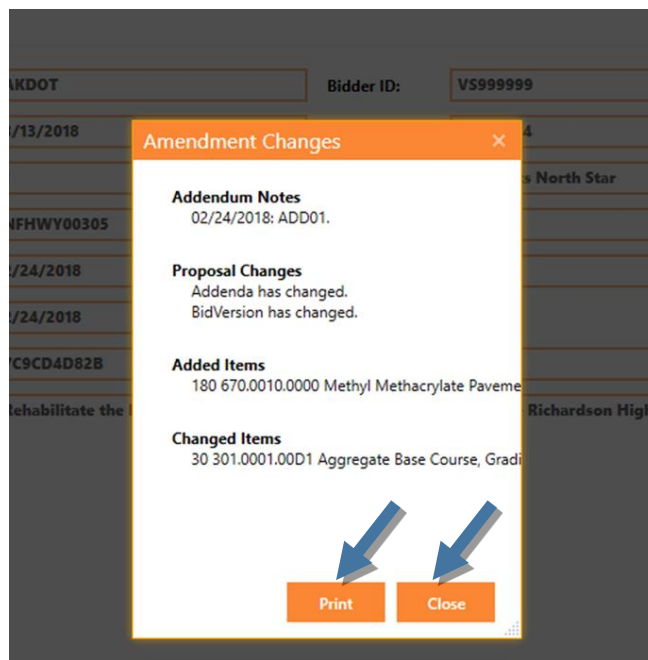 AKDOT Bidder ID: VS999999
/13/2018 4
Amendment Changes ×
s North Star
Addendum Notes
02/24/2018: ADD01.
NFHWY00305
/24/2018
Proposal Changes
Addenda has changed.
BidVersion has changed.
/24/2018
7C9CD4D82B
Added Items
180 670.0010.0000 Methyl Methacrylate Paveme
Rehabilitate the Richardson Hig
Changed Items
30 301.0001.00D1 Aggregate Base Course, Gradi
Print Close